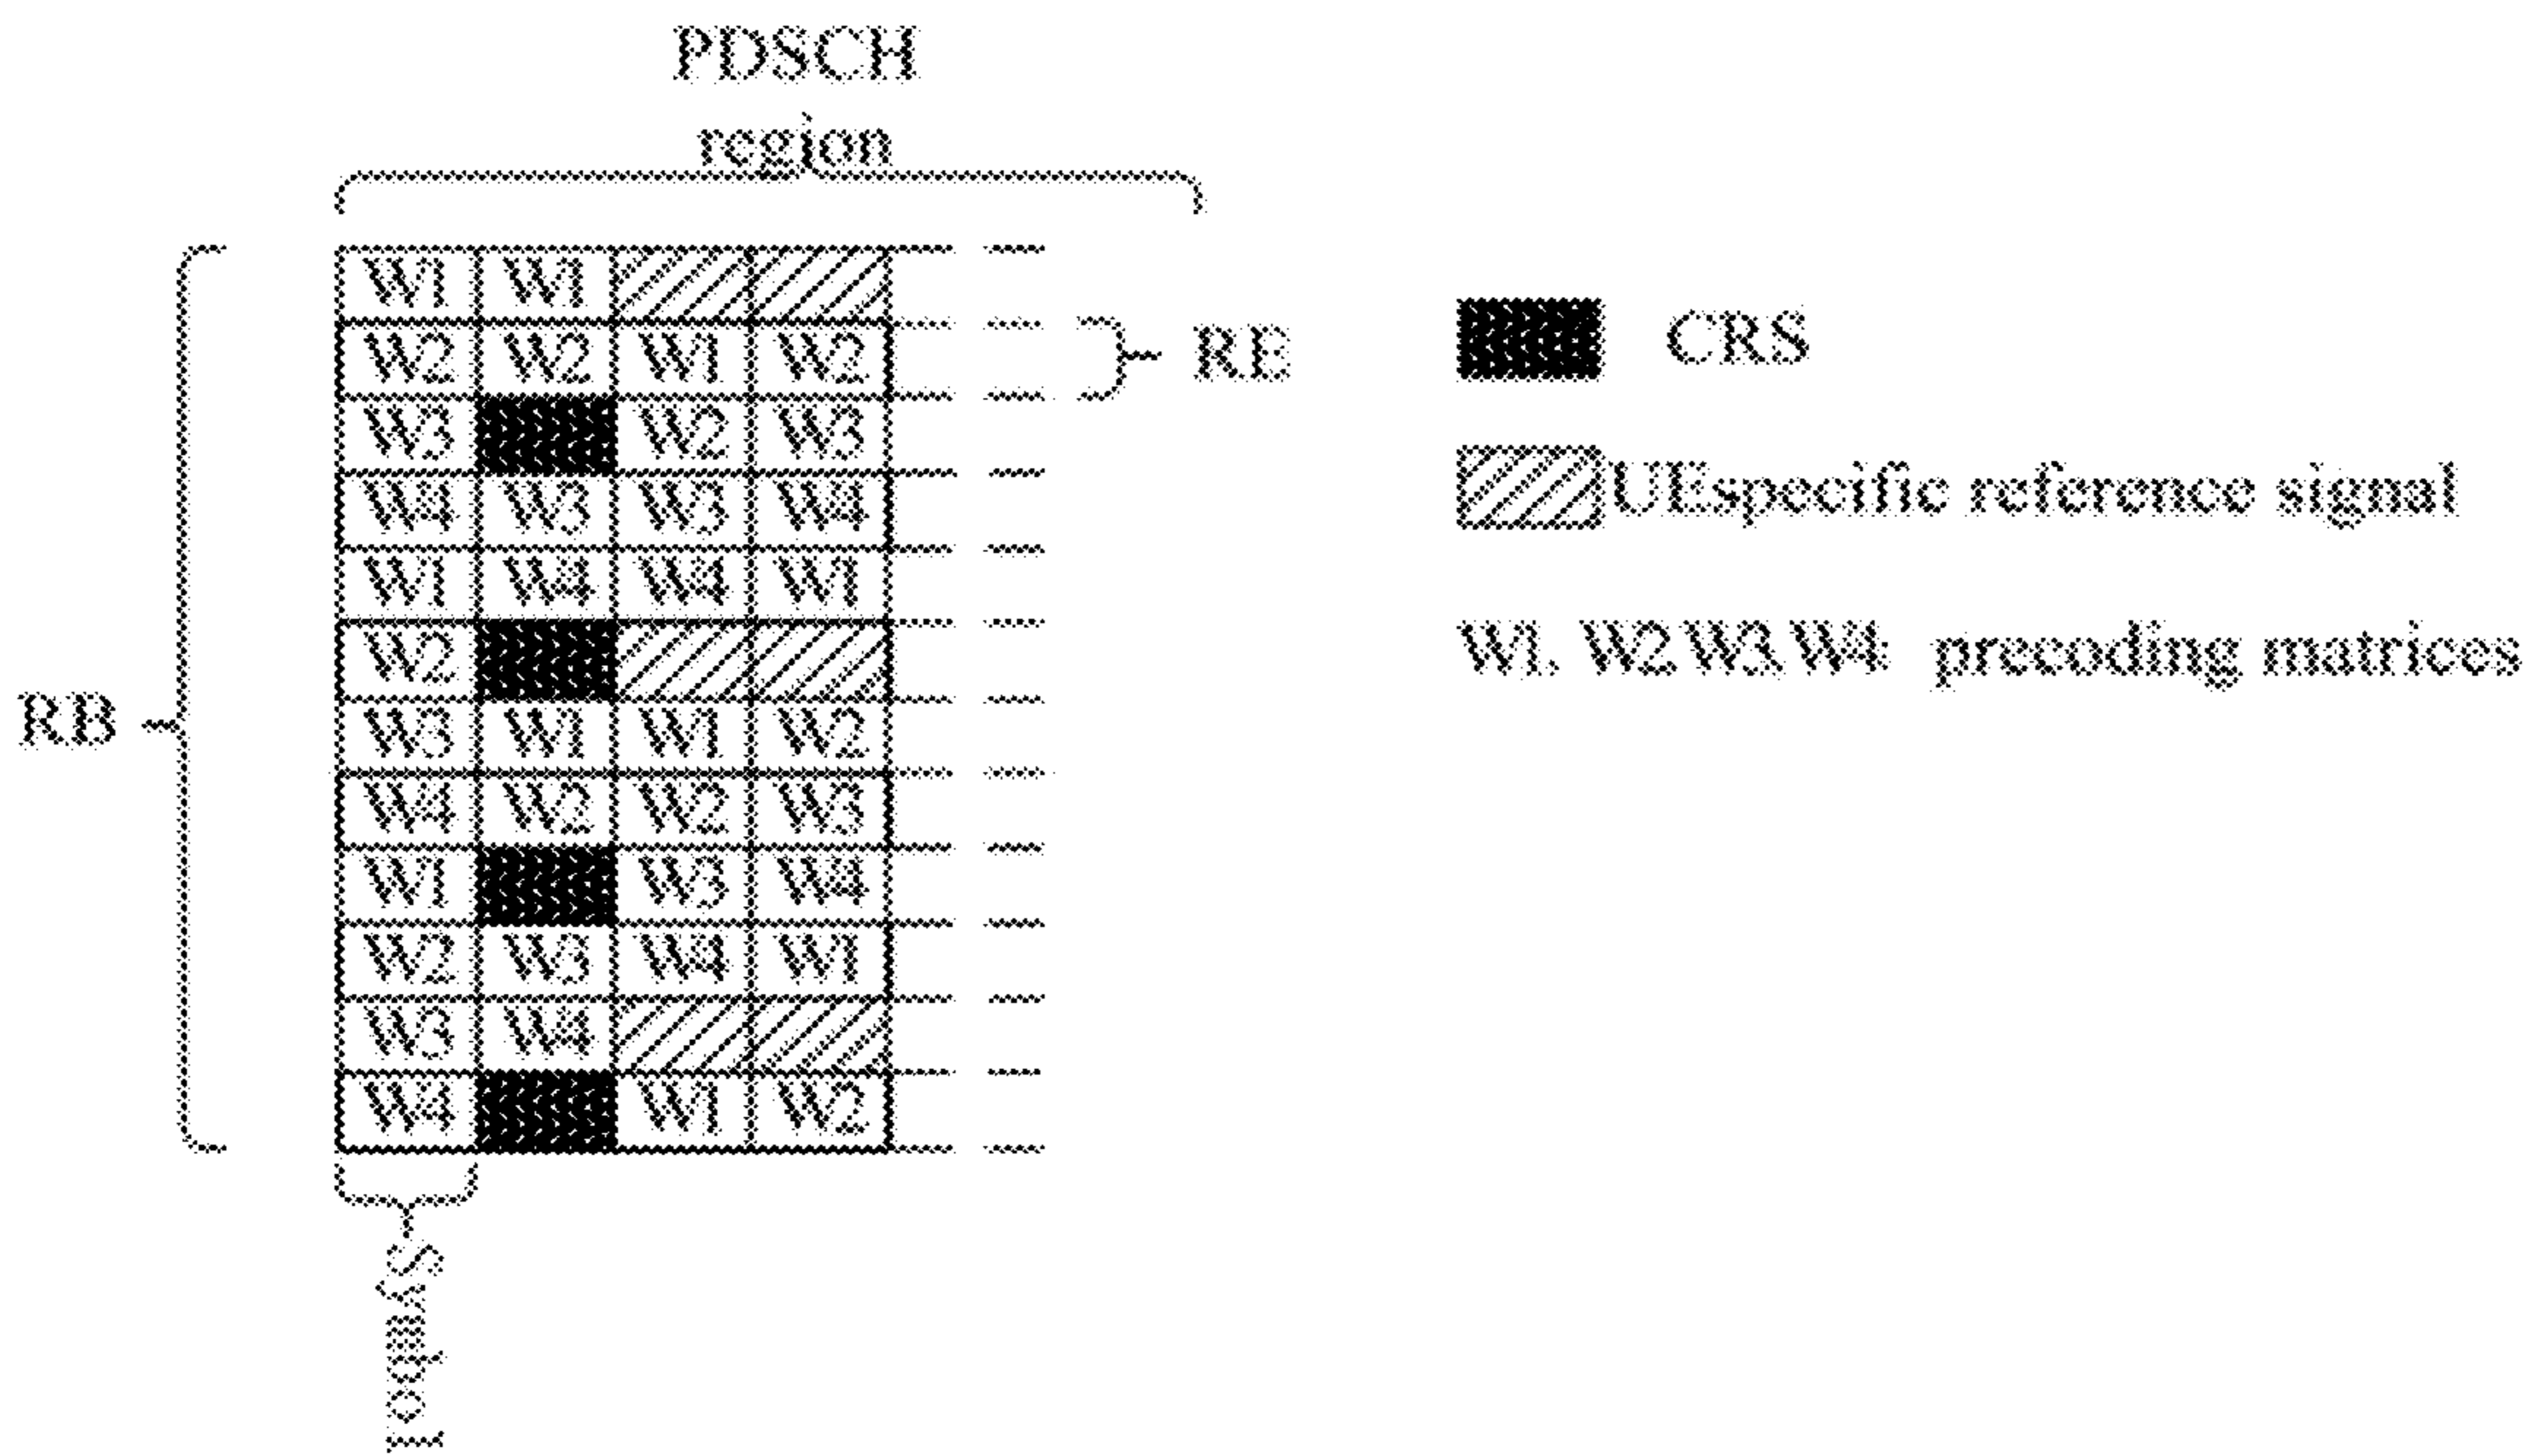 PDSCH
region
W1 W1
W2 W2 W1 W2
RE
CRS
W3 W2 W3
W4 W3 W3 W4
UEspecific reference signal
W1 W4 W4 W1
W2
W1. W2 W3. W4: precoding matrices
RB
W3 W1 W1 W2
W4 W2 W2 W3
W1 W3 W4
W2 W3 W4 W1
W3 W4
W4 W1 W2
Symbol